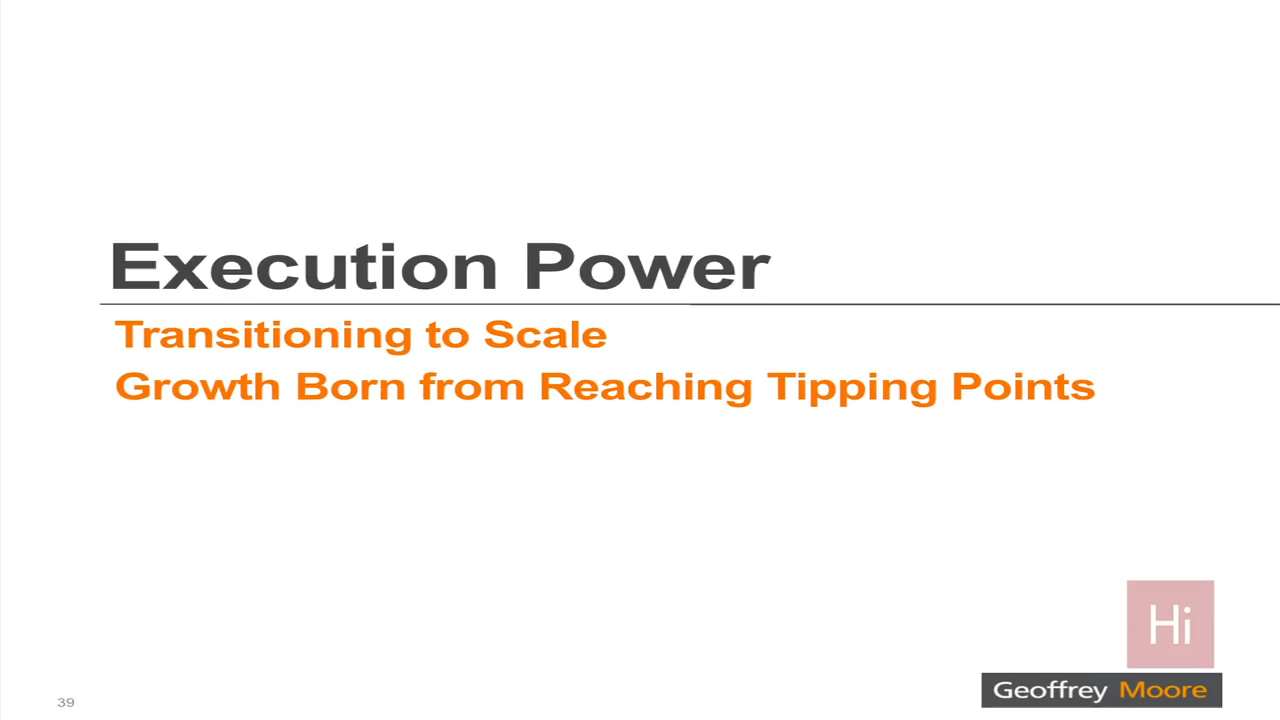 Execution Power
Transitioning to Scale
Growth Born from Reaching Tipping Points
Hi
Geoffrey Moore
39